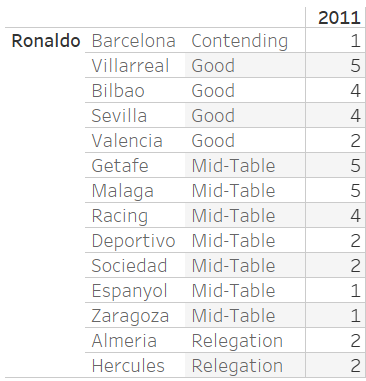 2011
Ronaldo Barcelona Contending 1
Villarreal Good 5
Bilbao Good 4
Sevilla Good 4
Valencia Good 2
Getafe Mid-Table 5
Malaga Mid-Table 5
Racing Mid-Table 4
Deportivo Mid-Table 2
Sociedad Mid-Table 2
Espanyol Mid-Table 1
Zaragoza Mid-Table 1
Almeria Relegation 2
Hercules Relegation 2